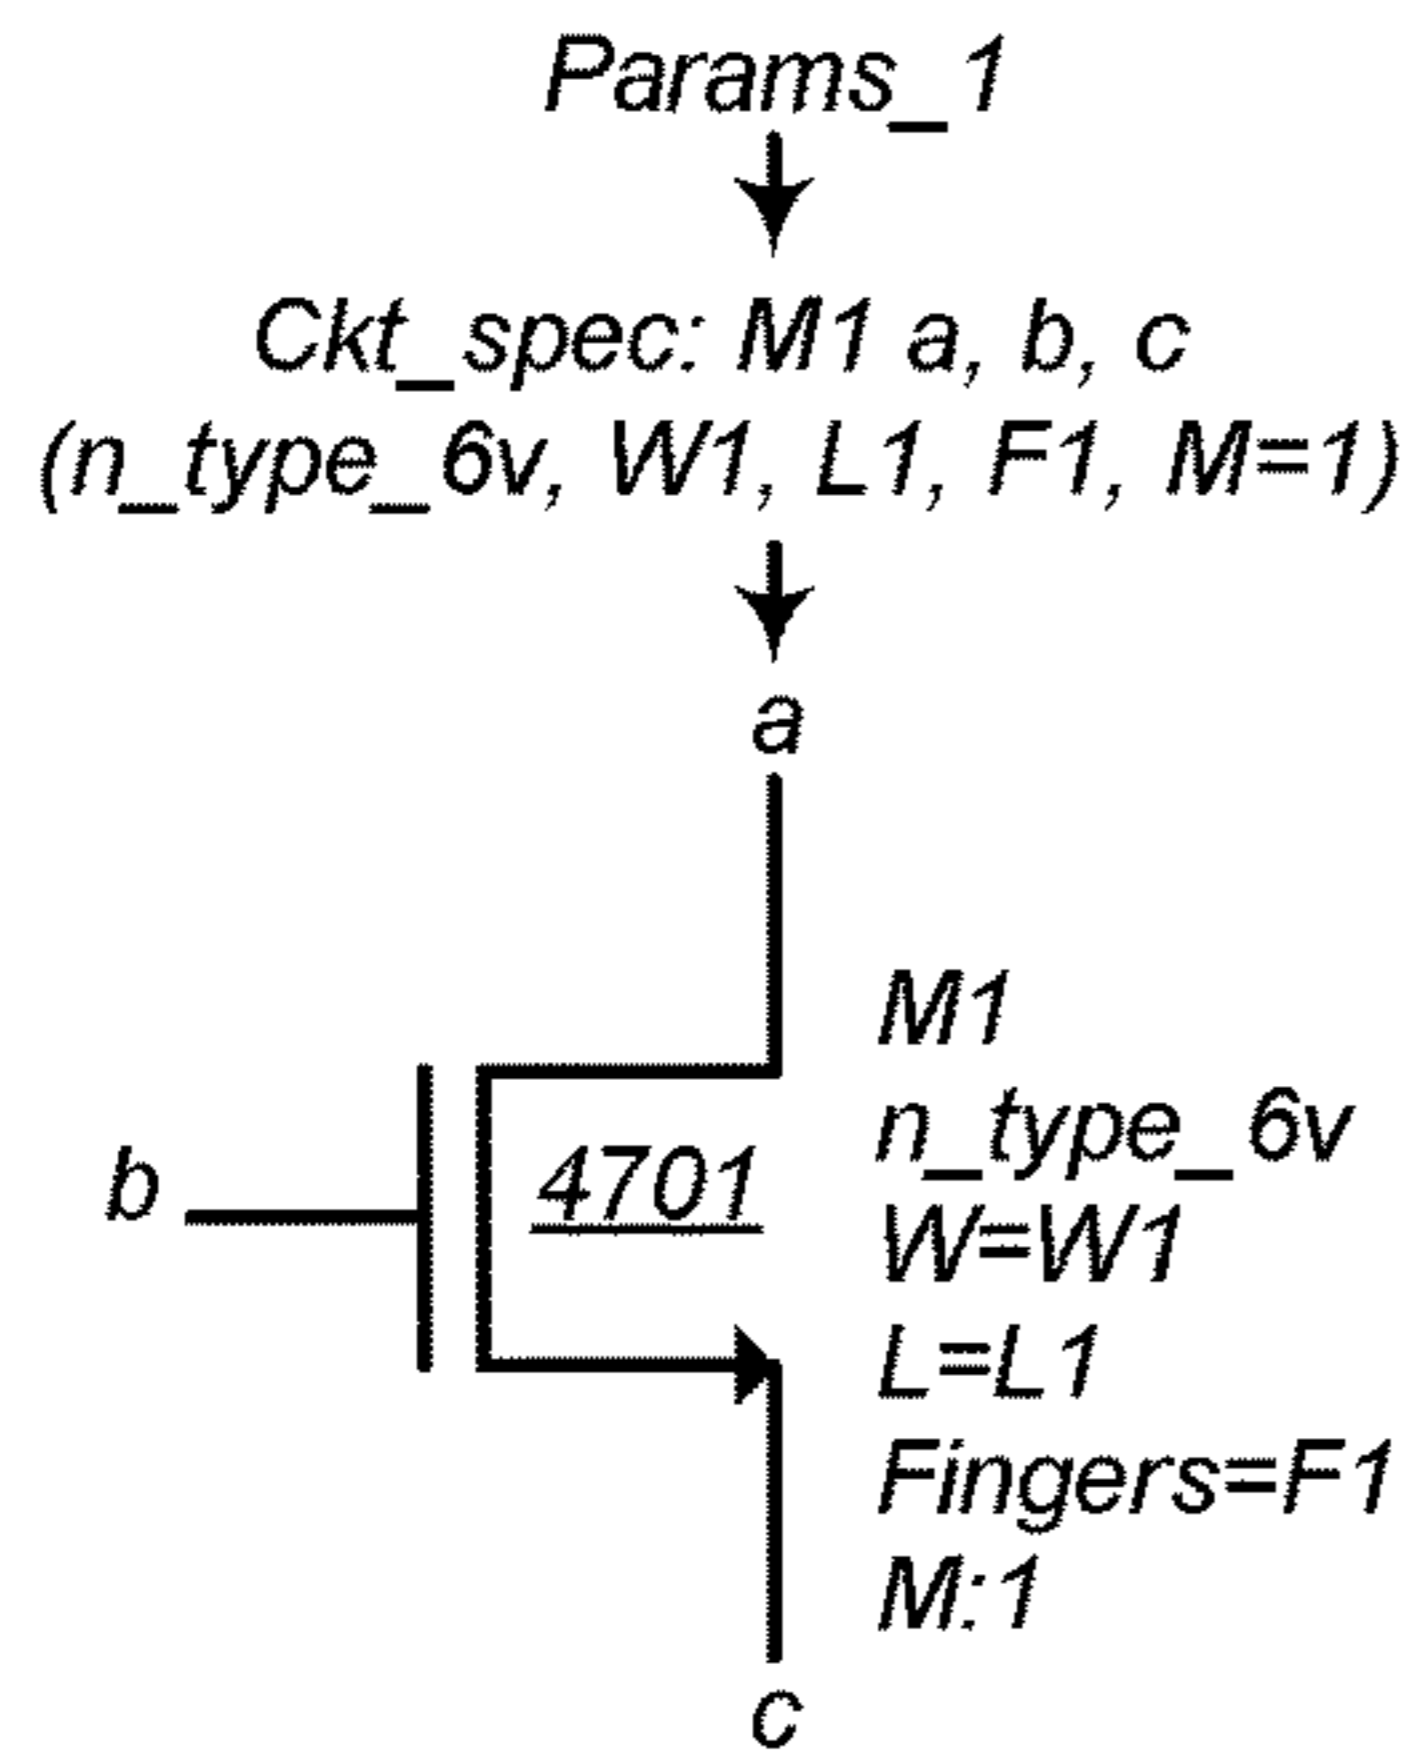 Params_1
Ckt_spec: M1 a, b, c
(n_type_6v, W1, L1, F1, M=1)
a
M1
n_type_6v
b
4701
W=W1
L=L1
Fingers=F1
M:1
c